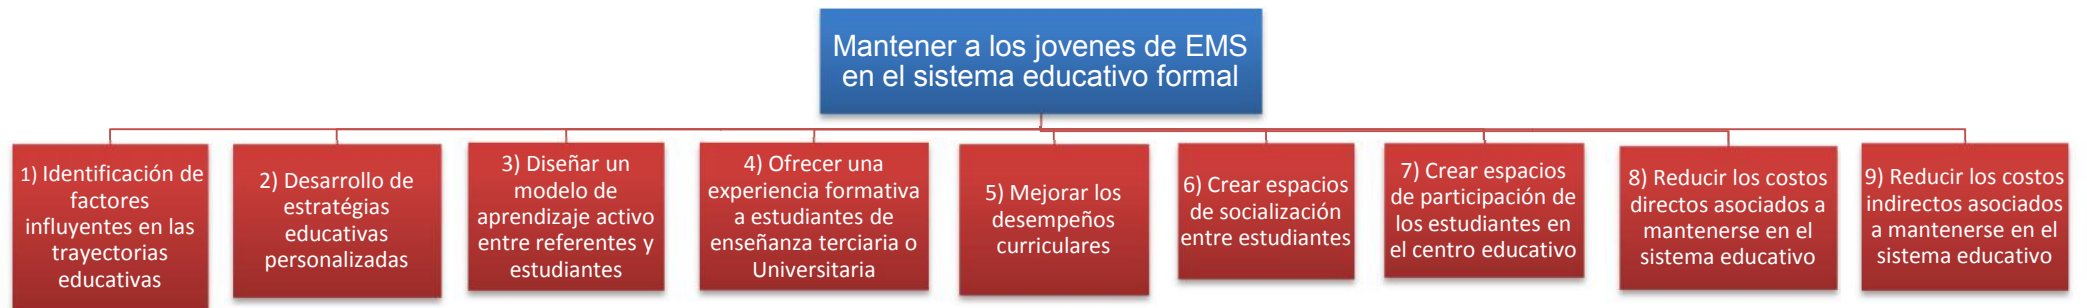 Mantener a los jovenes de EMS
en el sistema educativo formal
1) Identificación de
factores
influyentes en las
trayectorias
educativas
2) Desarrollo de
estratégias
educativas
personalizadas
3) Diseñar un
modelo de
aprendizaje activo
entre referentes y
estudiantes
4) Ofrecer una
experiencia formativa
a estudiantes de
enseñanza terciaria o
Universitaria
5) Mejorar los
desempeños
curriculares
6) Crear espacios
de socialización
entre estudiantes
7) Crear espacios
de participación de
los estudiantes en
el centro educativo
8) Reducir los costos
directos asociados a
mantenerse en el
sistema educativo
9) Reducir los costos
indirectos asociados
a mantenerse en el
sistema educativo